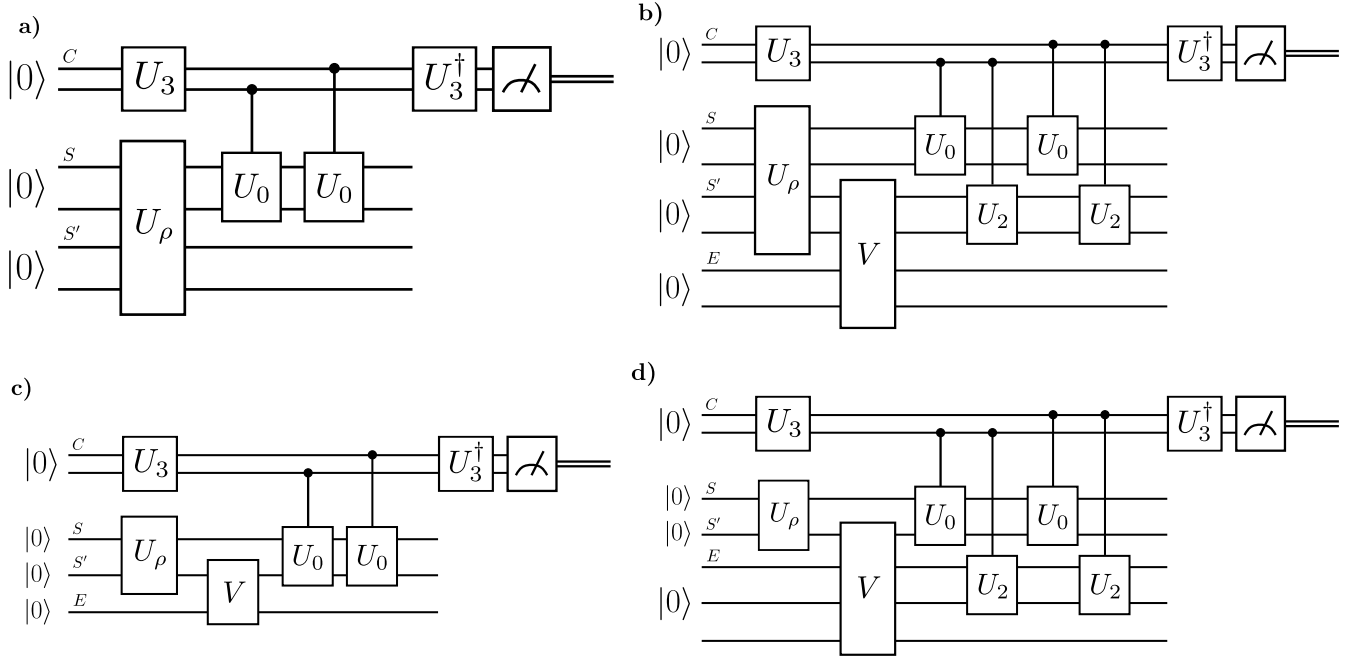 a)
C
|0⟩ U₃ U₃†
S
|0⟩ U₀ U₀
Uρ
S′
|0⟩
b)
C
|0⟩ U₃ U₃†
S
|0⟩ U₀ U₀
Uρ
S′
|0⟩ U₂ U₂
V
E
|0⟩
c)
C
|0⟩ U₃ U₃†
|0⟩ S
Uρ U₀ U₀
|0⟩ S′
V
|0⟩ E
d)
C
|0⟩ U₃ U₃†
|0⟩ S
Uρ U₀ U₀
|0⟩ S′
E
V U₂ U₂
|0⟩